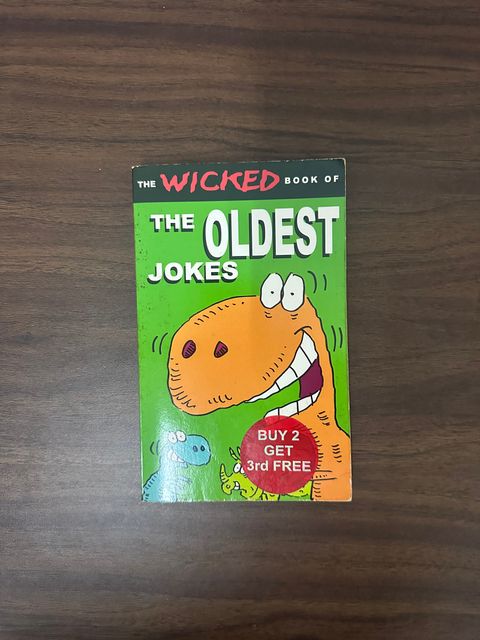 THE WICKED BOOK OF
THE OLDEST
JOKES
BUY 2
GET
3rd FREE